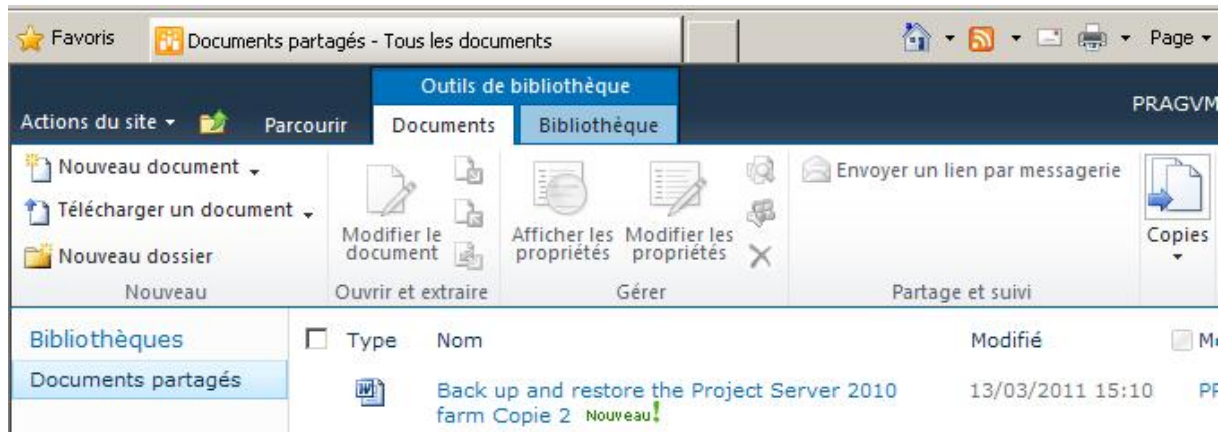 Favoris
Documents partagés - Tous les documents
Page
Outils de bibliothèque
PRAGVM
Actions du site
Parcourir
Documents
Bibliothèque
Nouveau document
Télécharger un document
Nouveau dossier
Nouveau
Modifier le
document
Ouvrir et extraire
Afficher les
propriétés
Modifier les
propriétés
Gérer
Envoyer un lien par messagerie
Partage et suivi
Copies
Bibliothèques
Documents partagés
Type
Nom
Modifié
Back up and restore the Project Server 2010
farm Copie 2 Nouveau!
13/03/2011 15:10